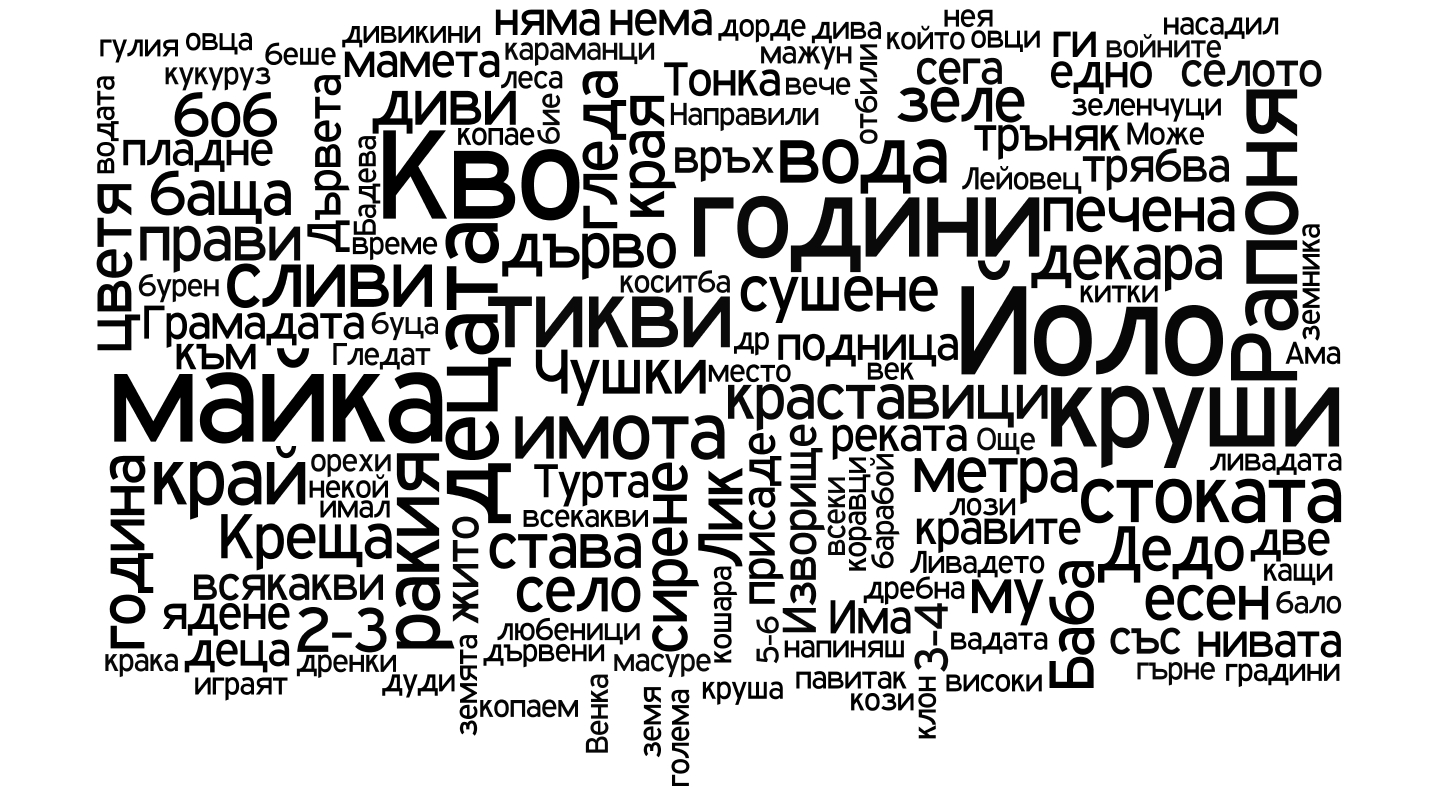 няма нема дорде дива нея насадил
гулия овца беше дивикини караманци мажун който овци ги войните
кукуруз мамета леса Тонка вече сега едно селото
водата боб дървета диви копае бие гледа края Направили отбили зеле зеленчуци
пладне Бадева Кво връх вода тръняк Може Рапоня
баща Лейовец трябва
цветя прави време децата дърво години печена
бурен сливи коситба сушене декара земника
Грамадата буца тикви китки
към Гледат Чушки др подница Йоло Ама
майка място век
имота краставици круши
година край орехи ракия Турта сирене Лик присаде Изворище реката Още ливадата
некой метра
имал всекакви всеки коравци барабой лози стоката
Креща жито става кравите Дедо две
всякакви село кошара Ливадето Баба кащи
ядене 2-3 дребна му есен бало
деца любеници 5-6 Има 3-4 вадата със нивата
крака дренки земята дървени масуре напиняш гърне градини
играят дуди круша павитак високи
копаем Венка земя голема кози клон